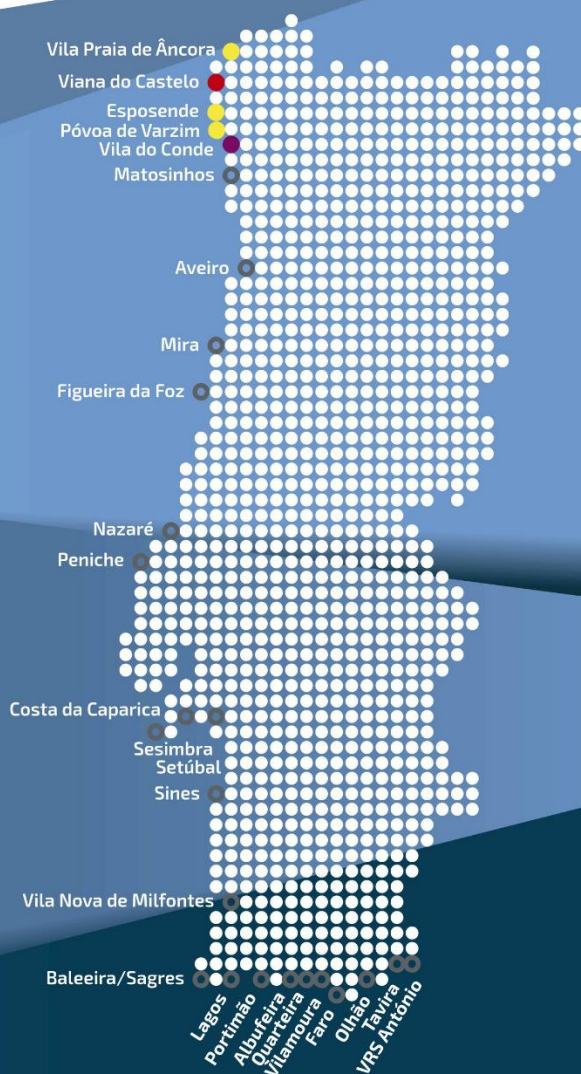 Vila Praia de Âncora
Viana do Castelo
Esposende
Póvoa de Varzim
Vila do Conde
Matosinhos
Aveiro
Mira
Figueira da Foz
Nazaré
Peniche
Costa da Caparica
Sesimbra
Setúbal
Sines
Vila Nova de Milfontes
Baleeira/Sagres
Lagos
Portimão
Albufeira
Quarteira
Vilamoura
Faro
Olhão
Tavira
VRS António